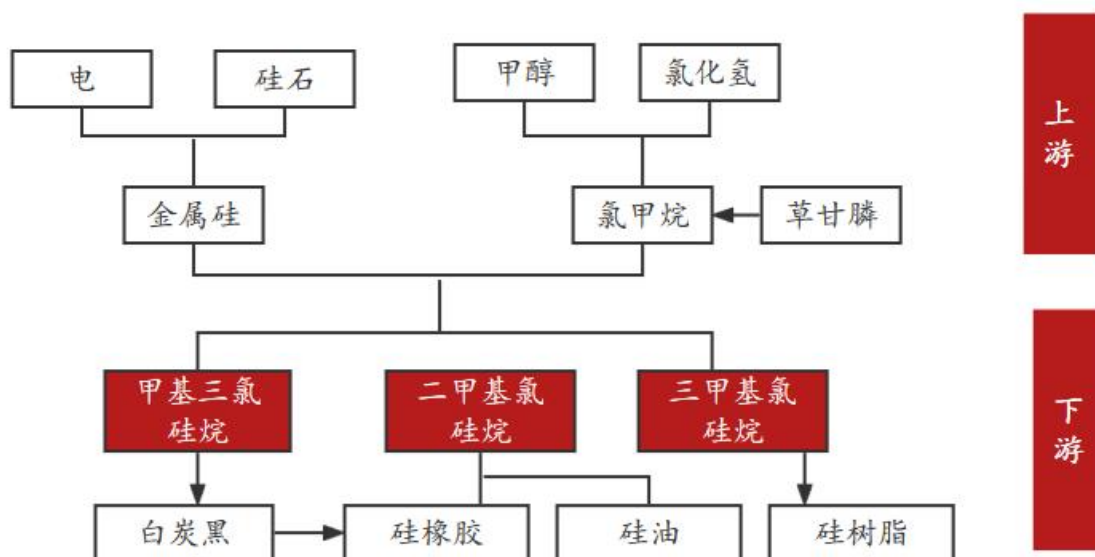 电
硅石
甲醇
氯化氢
上
游
金属硅
氯甲烷
草甘膦
甲基三氯
硅烷
二甲基氯
硅烷
三甲基氯
硅烷
下
游
白炭黑
硅橡胶
硅油
硅树脂